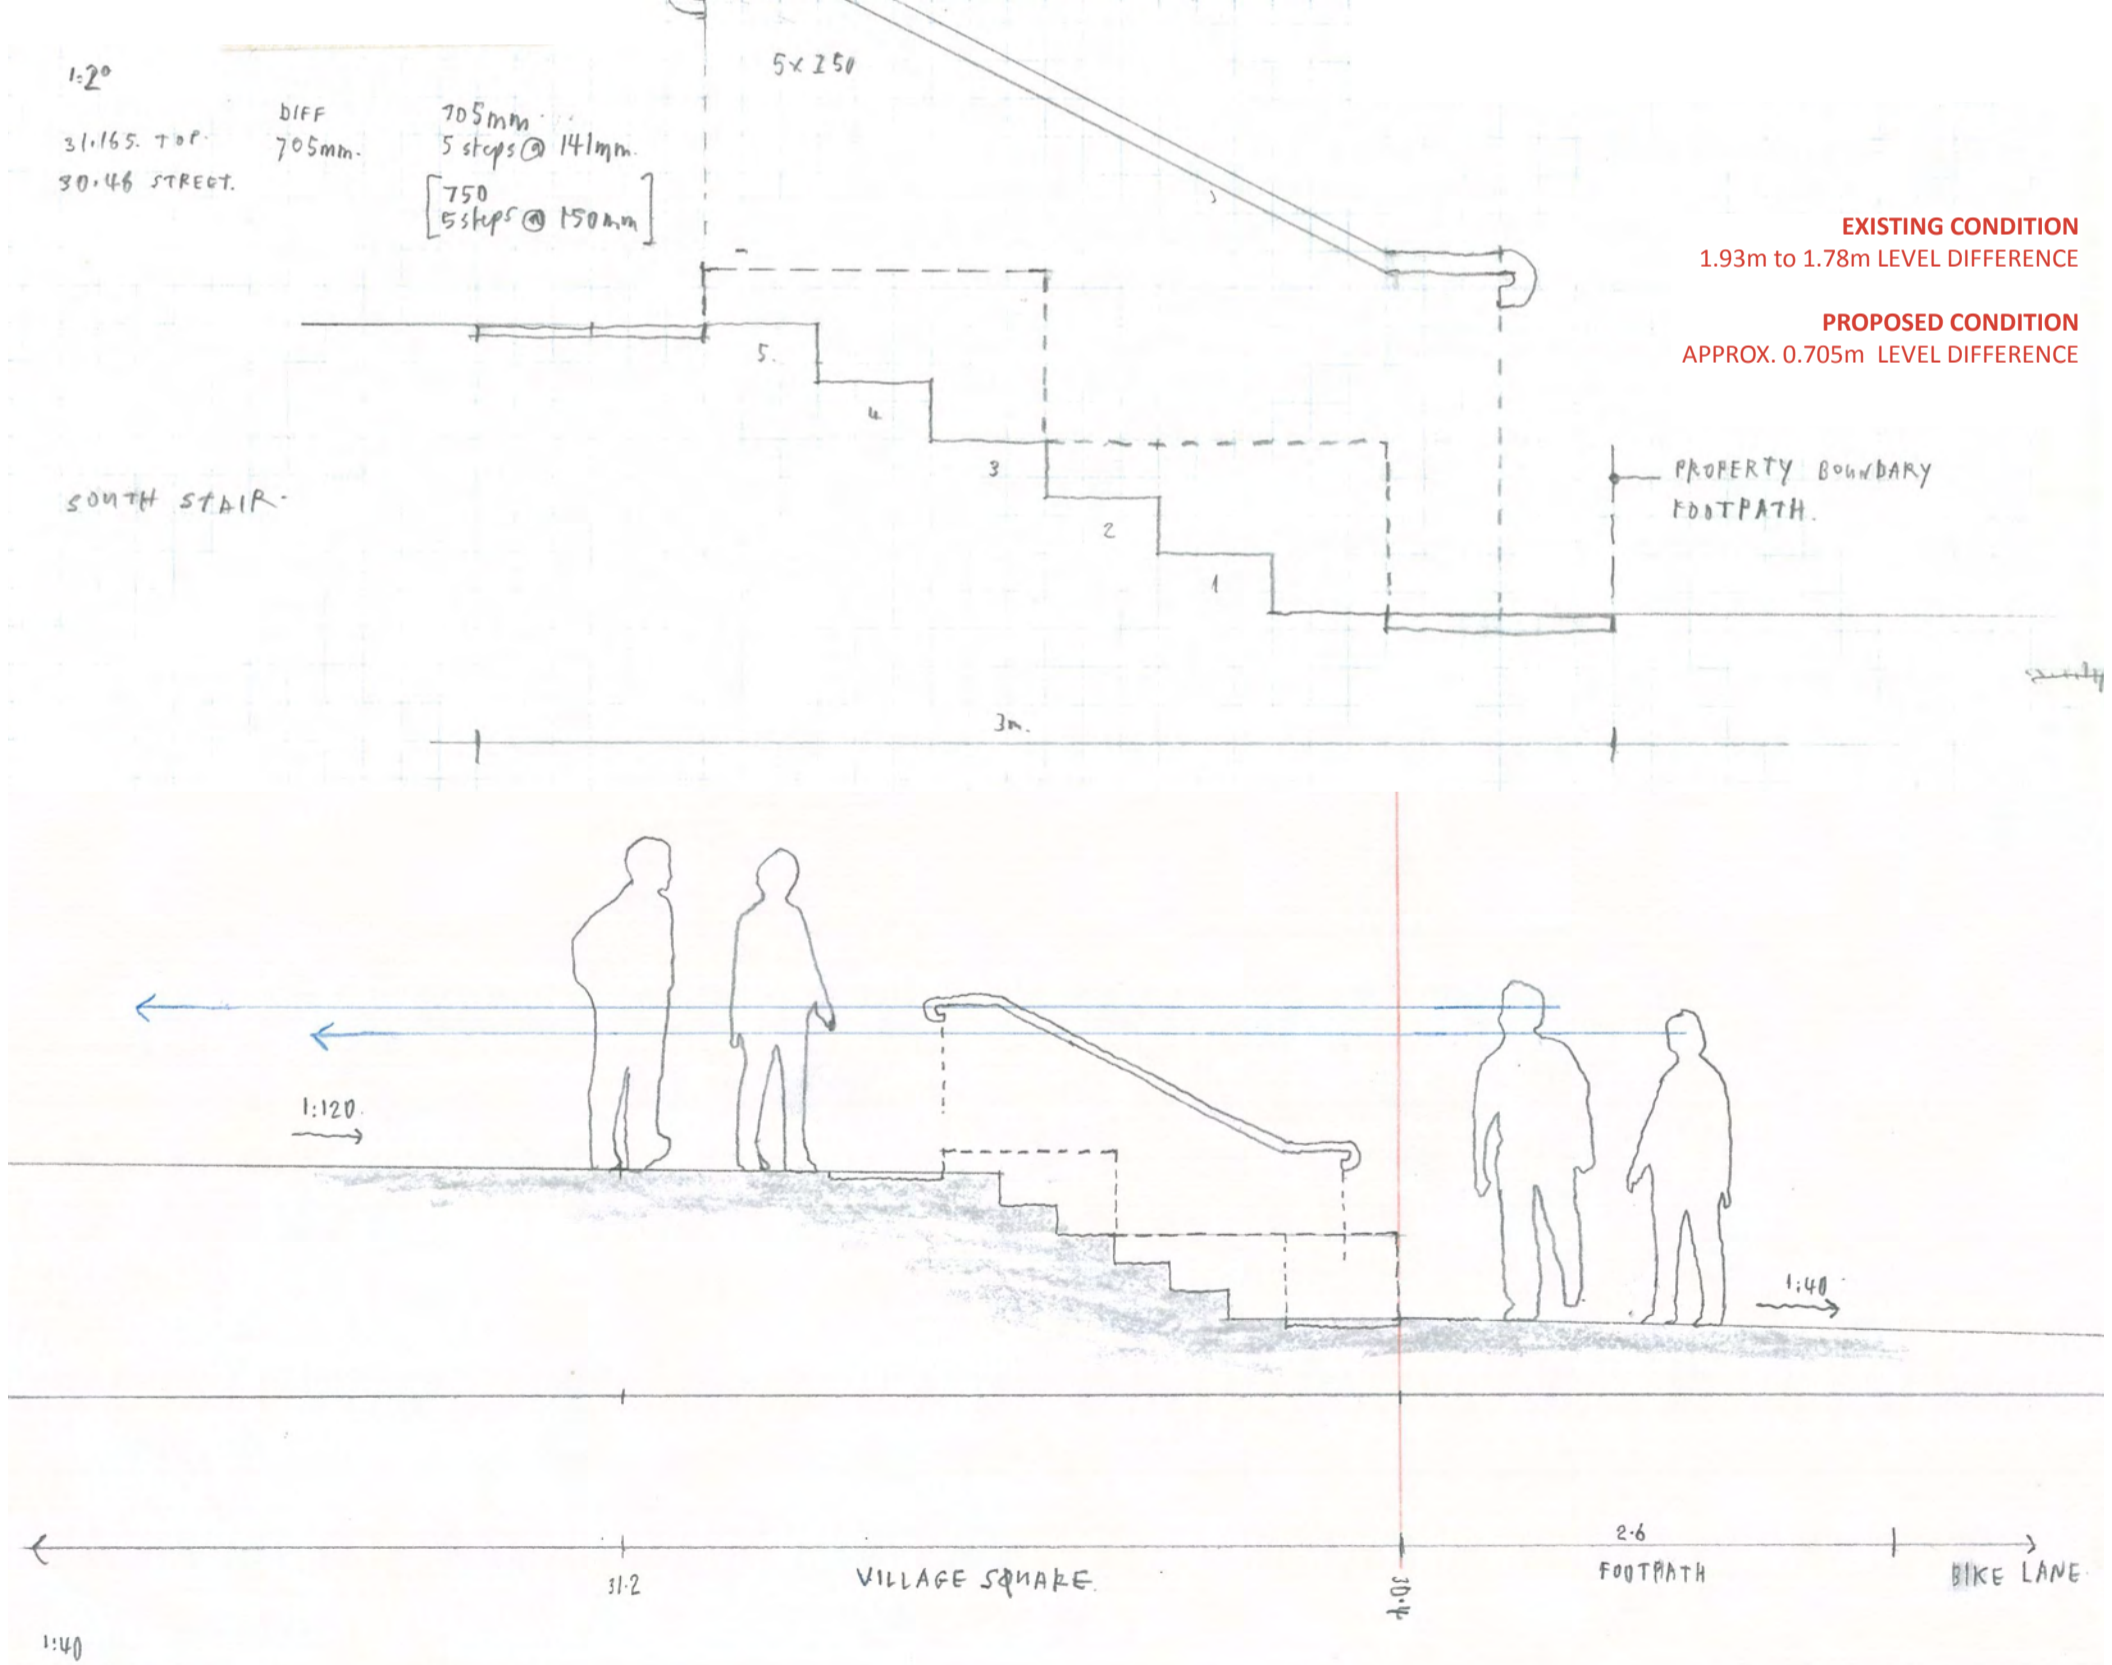 1:20
31.165. TOP.
30.46 STREET.
DIFF
705mm.
705mm
5 steps @ 141mm.
[750
5 steps @ 150mm]
5 x 250
EXISTING CONDITION
1.93m to 1.78m LEVEL DIFFERENCE
PROPOSED CONDITION
APPROX. 0.705m LEVEL DIFFERENCE
5.
4
3
2
1
SOUTH STAIR.
PROPERTY BOUNDARY
FOOTPATH.
3m.
1:120.
1:40
31.2
VILLAGE SQUARE.
2.6
FOOTPATH
BIKE LANE
1:40